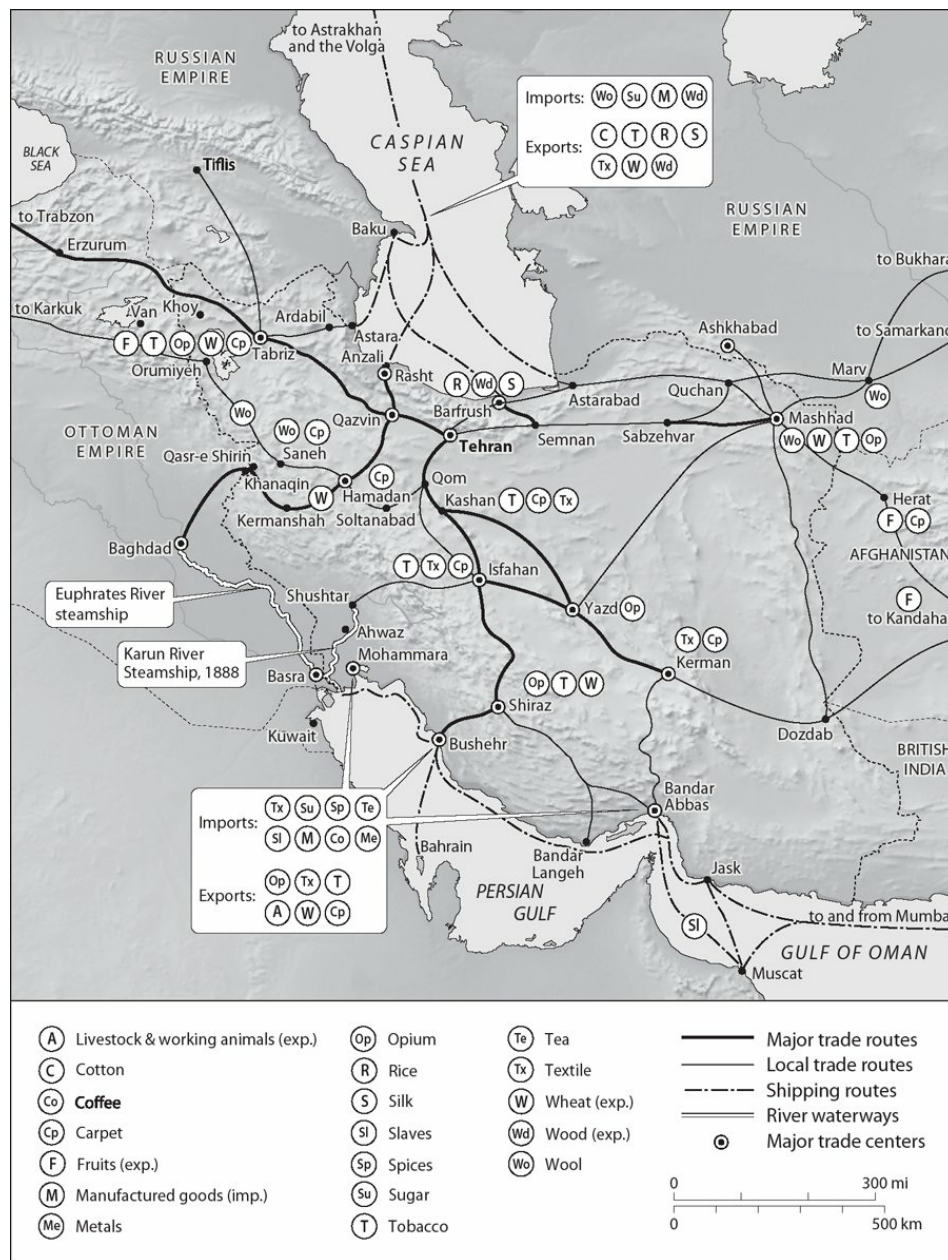 to Astrakhan
and the Volga
RUSSIAN
EMPIRE
Imports: Wo Su M Wd
Exports: C T R S
Tx W Wd
CASPIAN
SEA
BLACK
SEA
Tiflis
RUSSIAN
EMPIRE
to Trabzon
Erzurum
Baku
to Bukhara
to Karkuk
Van
Khoy
Ardabil
Astara
to Samarkand
Ashkhabad
F T Op W Cp
Tabriz
Anzali
Orumiyeh
Rasht
R Wd S
Quchan
Marv
Wo
Barfrush
Astarabad
Wo
Qazvin
Mashhad
Wo Cp
Saneh
Tehran
Semnan
Sabzehvar
Wo W T Op
OTTOMAN
EMPIRE
Qasr-e Shirin
Khanaqin
Cp
Hamadan
Qom
W
Kermanshah
Soltanabad
Kashan
T Cp Tx
Herat
F Cp
Baghdad
AFGHANISTAN
T Tx Cp
Isfahan
Euphrates River
steamship
Shushtar
Yazd
Op
F
to Kandaha
Ahwaz
Karun River
Steamship, 1888
Mohammara
Tx Cp
Kerman
Basra
Op T W
Shiraz
Kuwait
Bushehr
Dozdab
BRITISH
INDIA
Imports: Tx Su Sp Te
Sl M Co Me
Exports: Op Tx T
A W Cp
Bandar
Abbas
Bahrain
Bandar
Langeh
Jask
PERSIAN
GULF
Sl
to and from Mumba
GULF OF OMAN
Muscat
A Livestock & working animals (exp.)
C Cotton
Co Coffee
Cp Carpet
F Fruits (exp.)
M Manufactured goods (imp.)
Me Metals
Op Opium
R Rice
S Silk
Sl Slaves
Sp Spices
Su Sugar
T Tobacco
Te Tea
Tx Textile
W Wheat (exp.)
Wd Wood (exp.)
Wo Wool
Major trade routes
Local trade routes
Shipping routes
River waterways
Major trade centers
0 300 mi
0 500 km